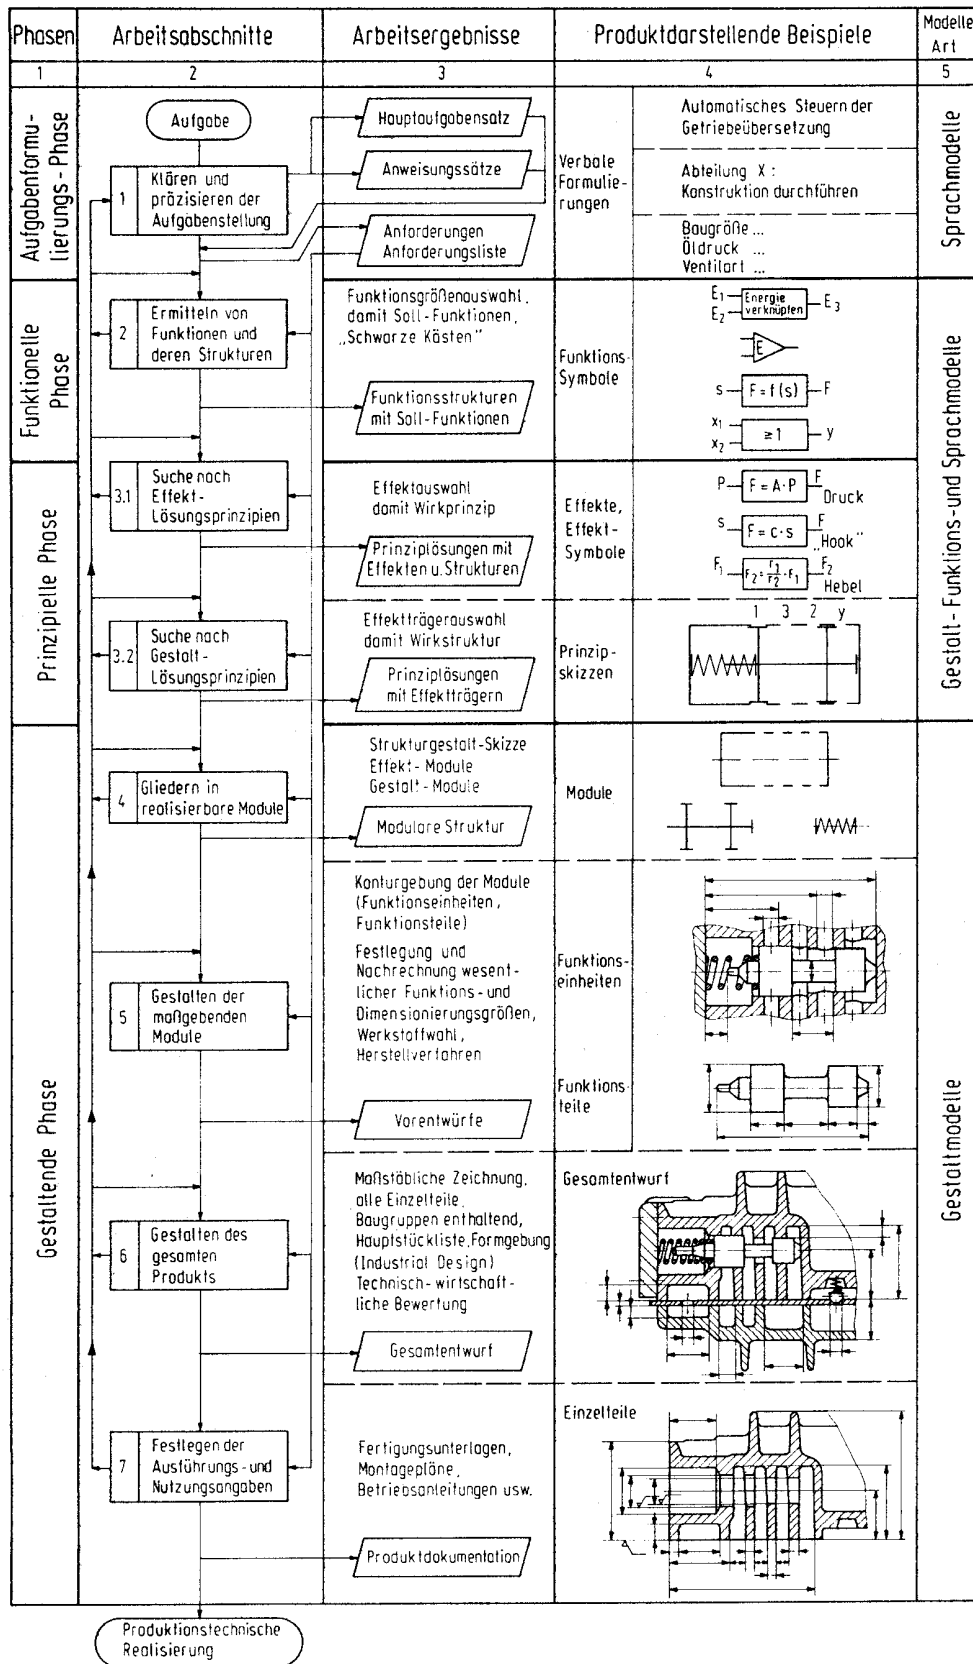 Phasen
Arbeitsabschnitte
Arbeitsergebnisse
Produktdarstellende Beispiele
Modelle
Art
1
2
3
4
5
Aufgabenformu-
lierungs-Phase
Aufgabe
1
Klären und
präzisieren der
Aufgabenstellung
Hauptaufgabensatz
Anweisungssätze
Anforderungen
Anforderungsliste
Verbale
Formulie-
rungen
Automatisches Steuern der
Getriebeübersetzung
Abteilung X :
Konstruktion durchführen
Baugröße ...
Öldruck ...
Ventilart ...
Sprachmodelle
Funktionelle
Phase
2
Ermitteln von
Funktionen und
deren Strukturen
Funktionsgrößenauswahl,
damit Soll-Funktionen,
„Schwarze Kästen"
Funktionsstrukturen
mit Soll-Funktionen
Funktions-
Symbole
E1
E2
Energie
verknüpfen
E3
E
s
F = f (s)
F
x1
x2
≥ 1
y
Gestalt-Funktions-und Sprachmodelle
Prinzipielle Phase
3.1
Suche nach
Effekt-
Lösungsprinzipien
Effektauswahl
damit Wirkprinzip
Prinziplösungen mit
Effekten u. Strukturen
Effekte,
Effekt-
Symbole
P
F = A · P
F
Druck
s
F = c · s
F
„Hook"
F1
F2 = r1/r2 · F1
F2
Hebel
3.2
Suche nach
Gestalt-
Lösungsprinzipien
Effektträgerauswahl
damit Wirkstruktur
Prinziplösungen
mit Effektträgern
Prinzip-
skizzen
1 3 2 y
Gestaltende Phase
4
Gliedern in
realisierbare Module
Strukturgestalt-Skizze
Effekt-Module
Gestalt-Module
Modulare Struktur
Module
5
Gestalten der
maßgebenden
Module
Konturgebung der Module
(Funktionseinheiten,
Funktionsteile)
Festlegung und
Nachrechnung wesent-
licher Funktions-und
Dimensionierungsgrößen,
Werkstoffwahl,
Herstellverfahren
Vorentwürfe
Funktions-
einheiten
Funktions-
teile
Gestaltmodelle
6
Gestalten des
gesamten
Produkts
Maßstäbliche Zeichnung,
alle Einzelteile,
Baugruppen enthaltend,
Hauptstückliste, Formgebung
(Industrial Design)
Technisch-wirtschaft-
liche Bewertung
Gesamtentwurf
Gesamtentwurf
7
Festlegen der
Ausführungs-und
Nutzungsangaben
Fertigungsunterlagen,
Montagepläne,
Betriebsanleitungen usw.
Produktdokumentation
Einzelteile
Produktionstechnische
Realisierung